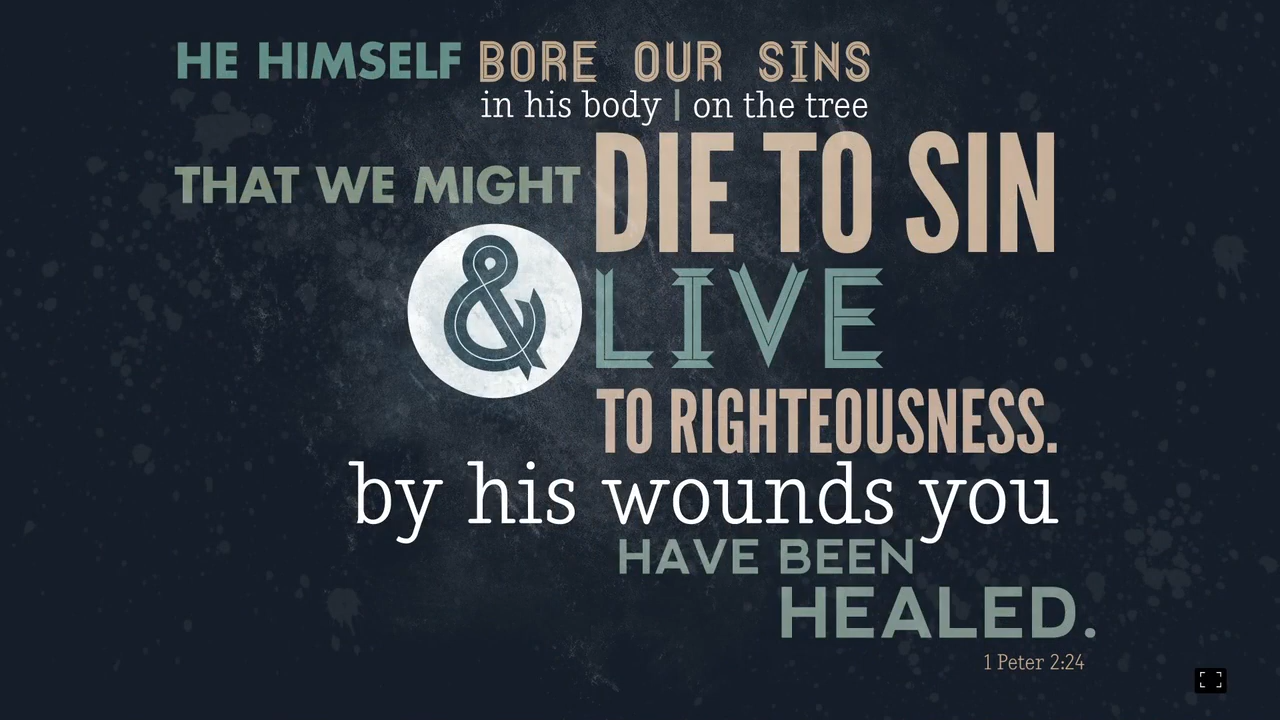 HE HIMSELF BORE OUR SINS
in his body | on the tree
THAT WE MIGHT DIE TO SIN
& LIVE
TO RIGHTEOUSNESS.
by his wounds you
HAVE BEEN
HEALED.
1 Peter 2:24